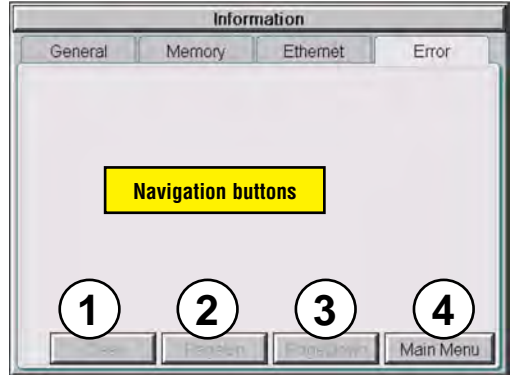 Information
General Memory Ethernet Error
Navigation buttons
1 2 3 4
Main Menu